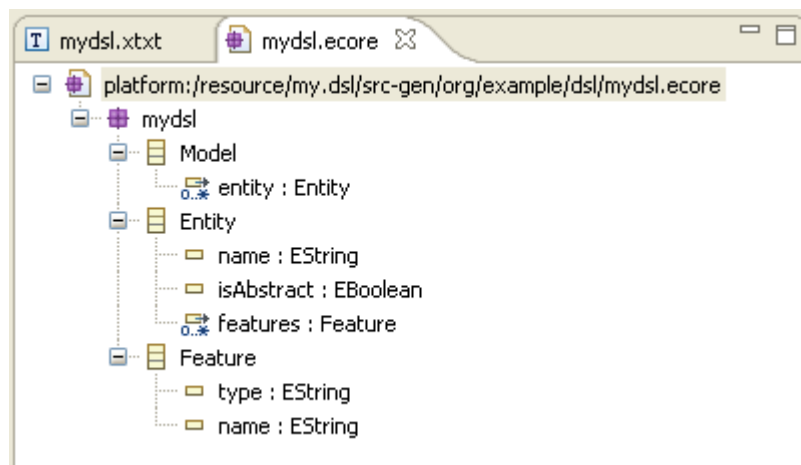 T mydsl.xtxt mydsl.ecore
platform:/resource/my.dsl/src-gen/org/example/dsl/mydsl.ecore
mydsl
Model
0..* entity : Entity
Entity
name : EString
isAbstract : EBoolean
0..* features : Feature
Feature
type : EString
name : EString